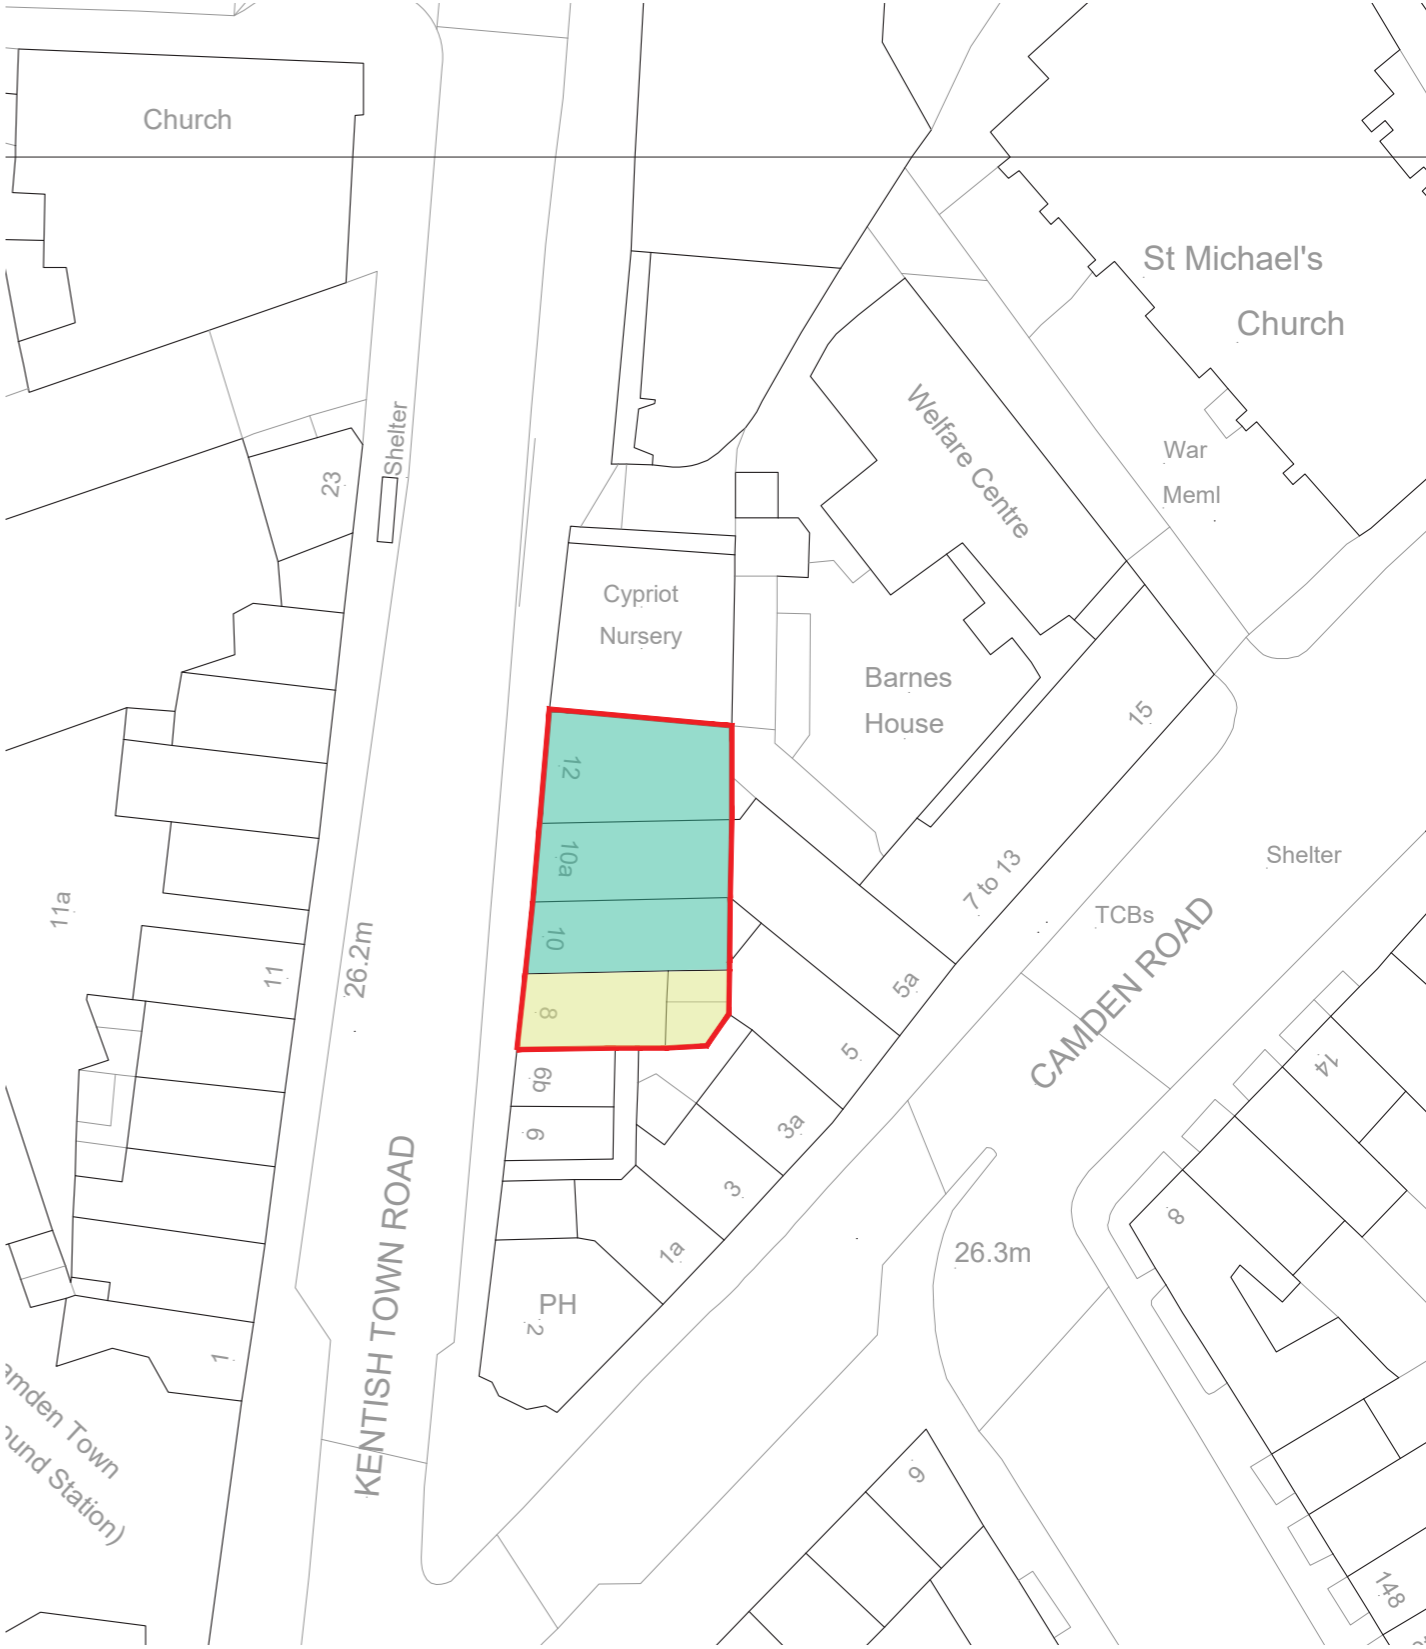 Church
St Michael's
Church
Shelter
23
Welfare Centre
War
Meml
Cypriot
Nursery
Barnes
House
15
12
10a
10
8
7 to 13
Shelter
TCBs
CAMDEN ROAD
11a
11
26.2m
5a
5
3a
3
1a
6b
6
14
8
26.3m
KENTISH TOWN ROAD
PH
2
1
amden Town
ound Station)
9
148